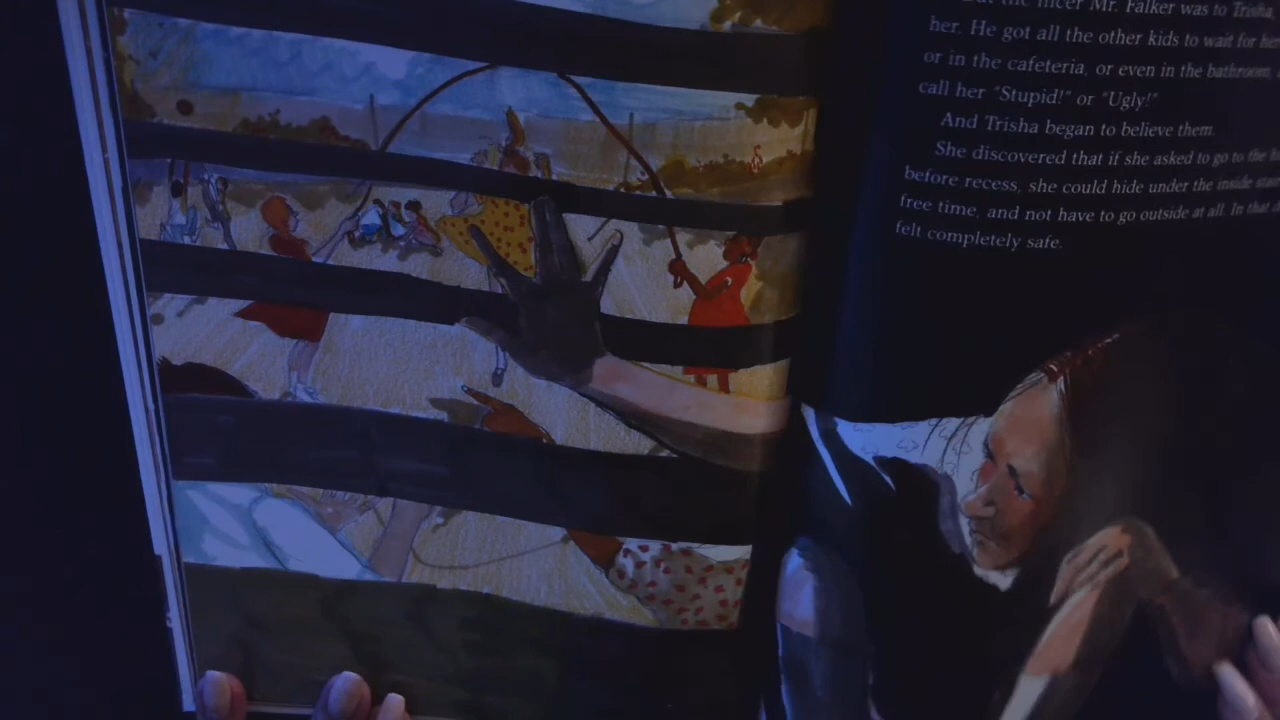 But the nicer Mr. Falker was to Trisha,
her. He got all the other kids to wait for her
or in the cafeteria, or even in the bathroom,
call her "Stupid!" or "Ugly!"
And Trisha began to believe them.
She discovered that if she asked to go to the
before recess, she could hide under the inside
free time, and not have to go outside at all. In that
felt completely safe.